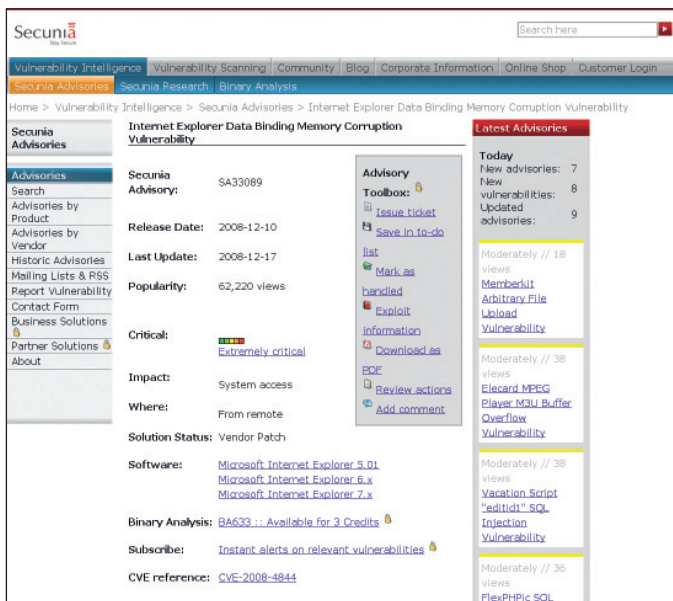 Secunia
Stay Secure
Search here
Vulnerability Intelligence Vulnerability Scanning Community Blog Corporate Information Online Shop Customer Login
Secunia Advisories Secunia Research Binary Analysis
Home > Vulnerability Intelligence > Secunia Advisories > Internet Explorer Data Binding Memory Corruption Vulnerability
Secunia
Advisories
Advisories
Search
Advisories by
Product
Advisories by
Vendor
Historic Advisories
Mailing Lists & RSS
Report Vulnerability
Contact Form
Business Solutions
Partner Solutions
About
Internet Explorer Data Binding Memory Corruption
Vulnerability
Secunia
Advisory: SA33089
Release Date: 2008-12-10
Last Update: 2008-12-17
Popularity: 62,220 views
Critical:
Extremely critical
Impact: System access
Where: From remote
Solution Status: Vendor Patch
Software: Microsoft Internet Explorer 5.01
Microsoft Internet Explorer 6.x
Microsoft Internet Explorer 7.x
Binary Analysis: BA633 :: Available for 3 Credits
Subscribe: Instant alerts on relevant vulnerabilities
CVE reference: CVE-2008-4844
Advisory
Toolbox:
Issue ticket
Save in to-do
list
Mark as
handled
Exploit
information
Download as
PDF
Review actions
Add comment
Latest Advisories
Today
New advisories: 7
New
vulnerabilities: 8
Updated
advisories: 9
Moderately // 18
views
Memberkit
Arbitrary File
Upload
Vulnerability
Moderately // 38
views
Elecard MPEG
Player M3U Buffer
Overflow
Vulnerability
Moderately // 38
views
Vacation Script
"editid1" SQL
Injection
Vulnerability
Moderately // 36
views
FlexPHPic SQL